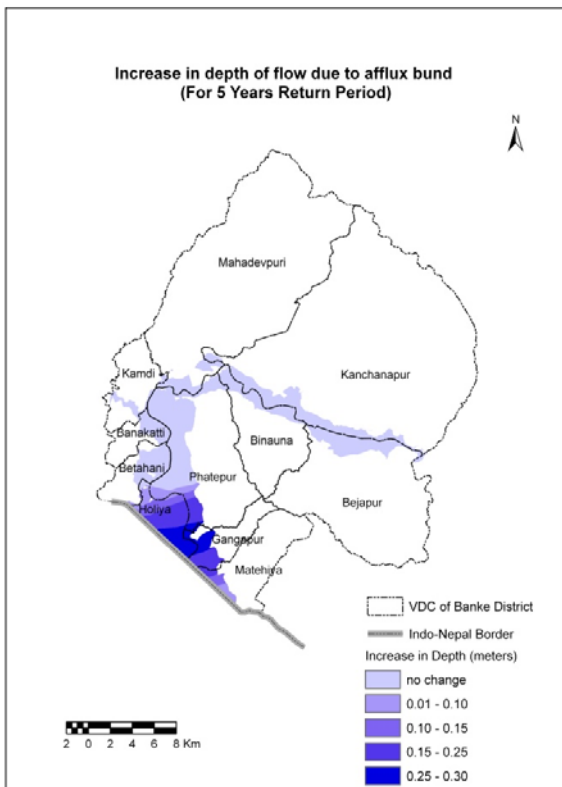 Increase in depth of flow due to afflux bund
(For 5 Years Return Period)
N
Mahadevpuri
Kamdi
Kanchanapur
Banakatti
Binauna
Betahani
Phatepur
Bejapur
Holiya
Gangapur
Matehiya
VDC of Banke District
Indo-Nepal Border
Increase in Depth (meters)
no change
0.01 - 0.10
0.10 - 0.15
0.15 - 0.25
0.25 - 0.30
2 0 2 4 6 8 Km